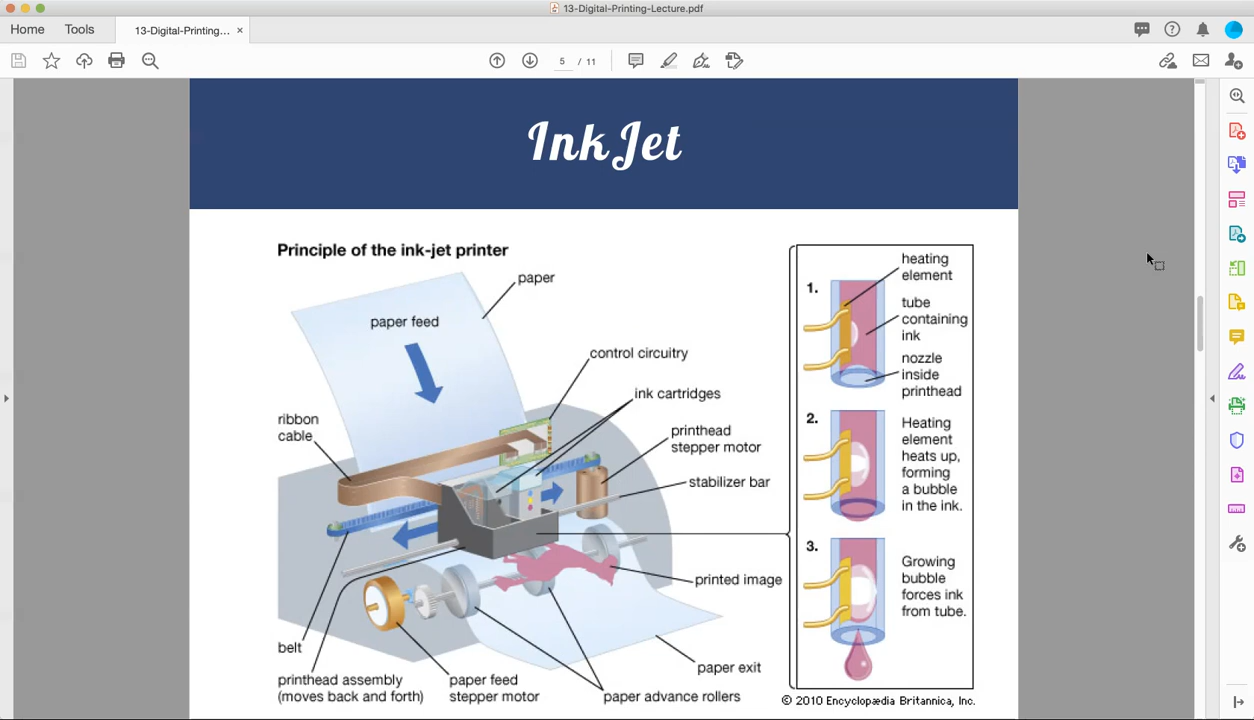 13-Digital-Printing-Lecture.pdf
Home
Tools
13-Digital-Printing... ×
5 / 11
InkJet
Principle of the ink-jet printer
paper
paper feed
control circuitry
ink cartridges
ribbon
cable
printhead
stepper motor
stabilizer bar
printed image
belt
printhead assembly
(moves back and forth)
paper feed
stepper motor
paper exit
paper advance rollers
1.
heating
element
tube
containing
ink
nozzle
inside
printhead
2.
Heating
element
heats up,
forming
a bubble
in the ink.
3.
Growing
bubble
forces ink
from tube.
© 2010 Encyclopædia Britannica, Inc.